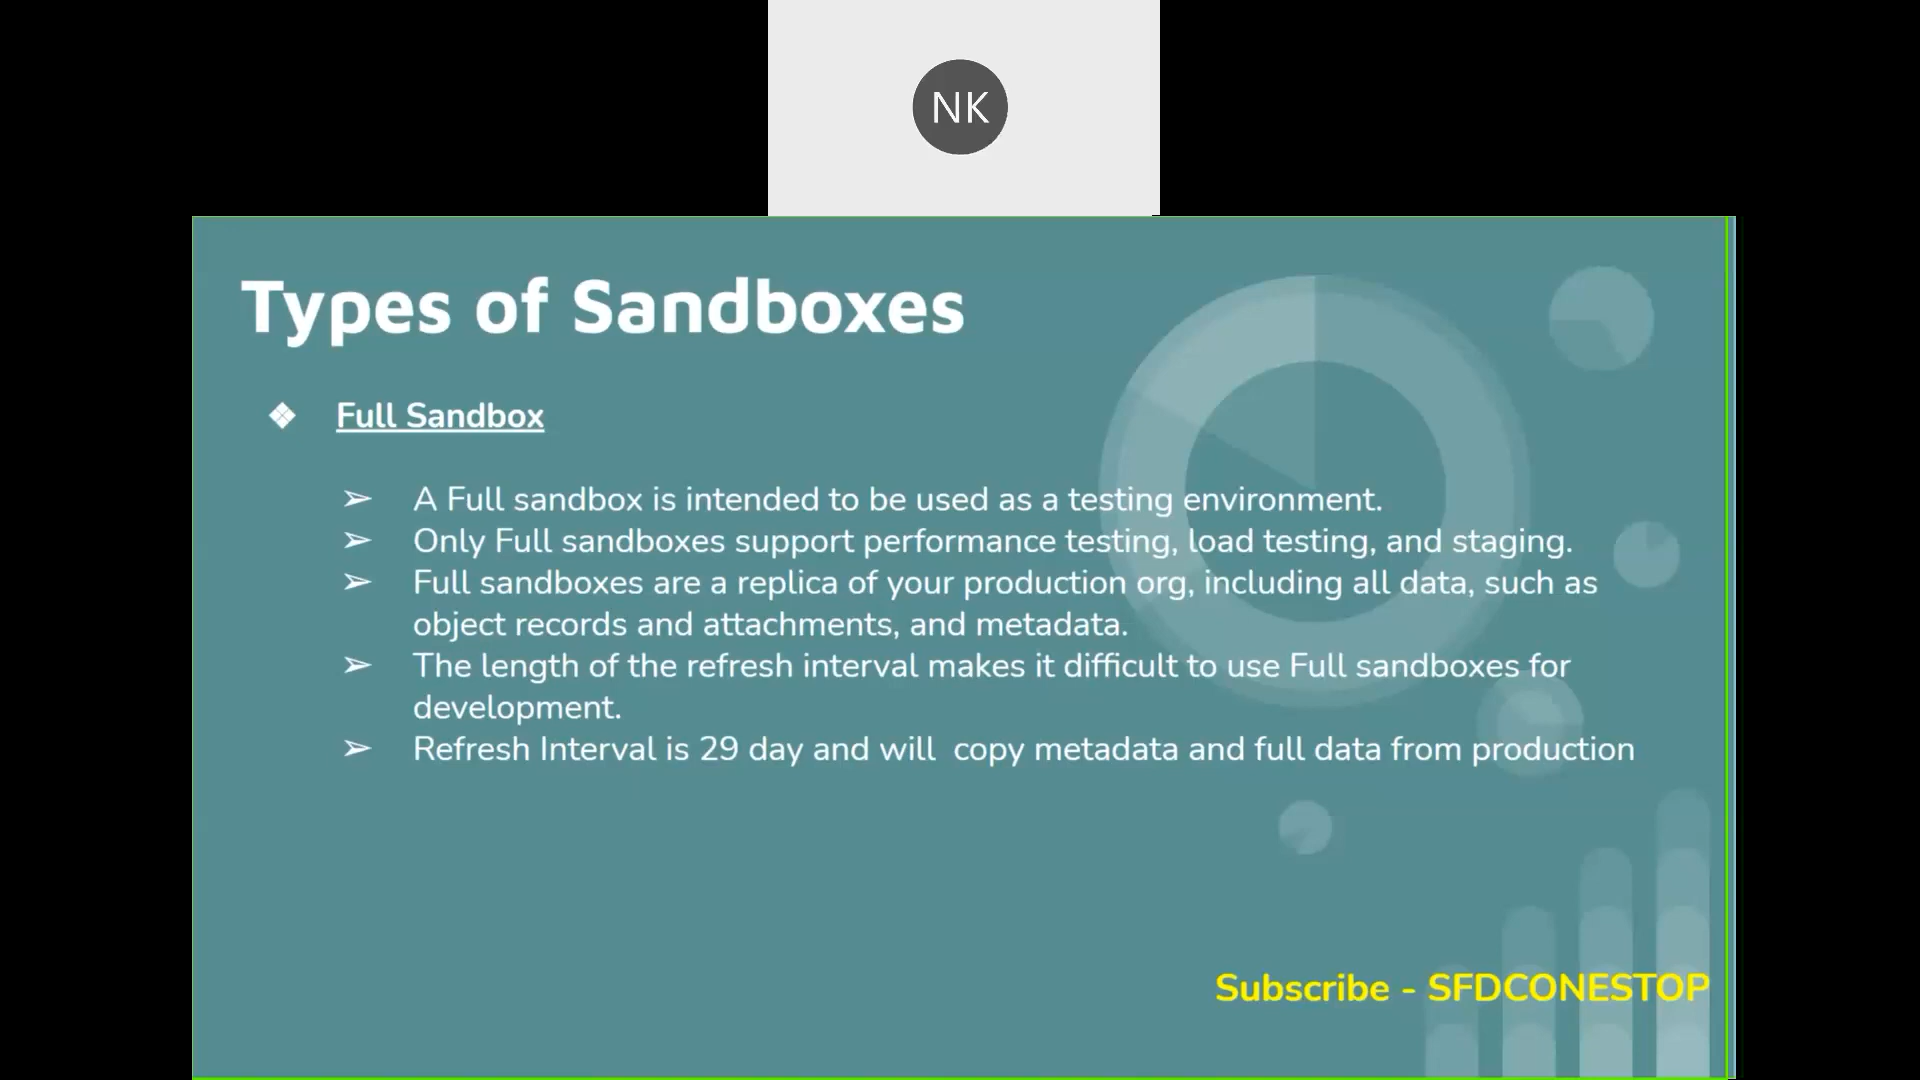 NK
Types of Sandboxes
❖ Full Sandbox
➢ A Full sandbox is intended to be used as a testing environment.
➢ Only Full sandboxes support performance testing, load testing, and staging.
➢ Full sandboxes are a replica of your production org, including all data, such as
object records and attachments, and metadata.
➢ The length of the refresh interval makes it difficult to use Full sandboxes for
development.
➢ Refresh Interval is 29 day and will  copy metadata and full data from production
Subscribe - SFDCONESTOP